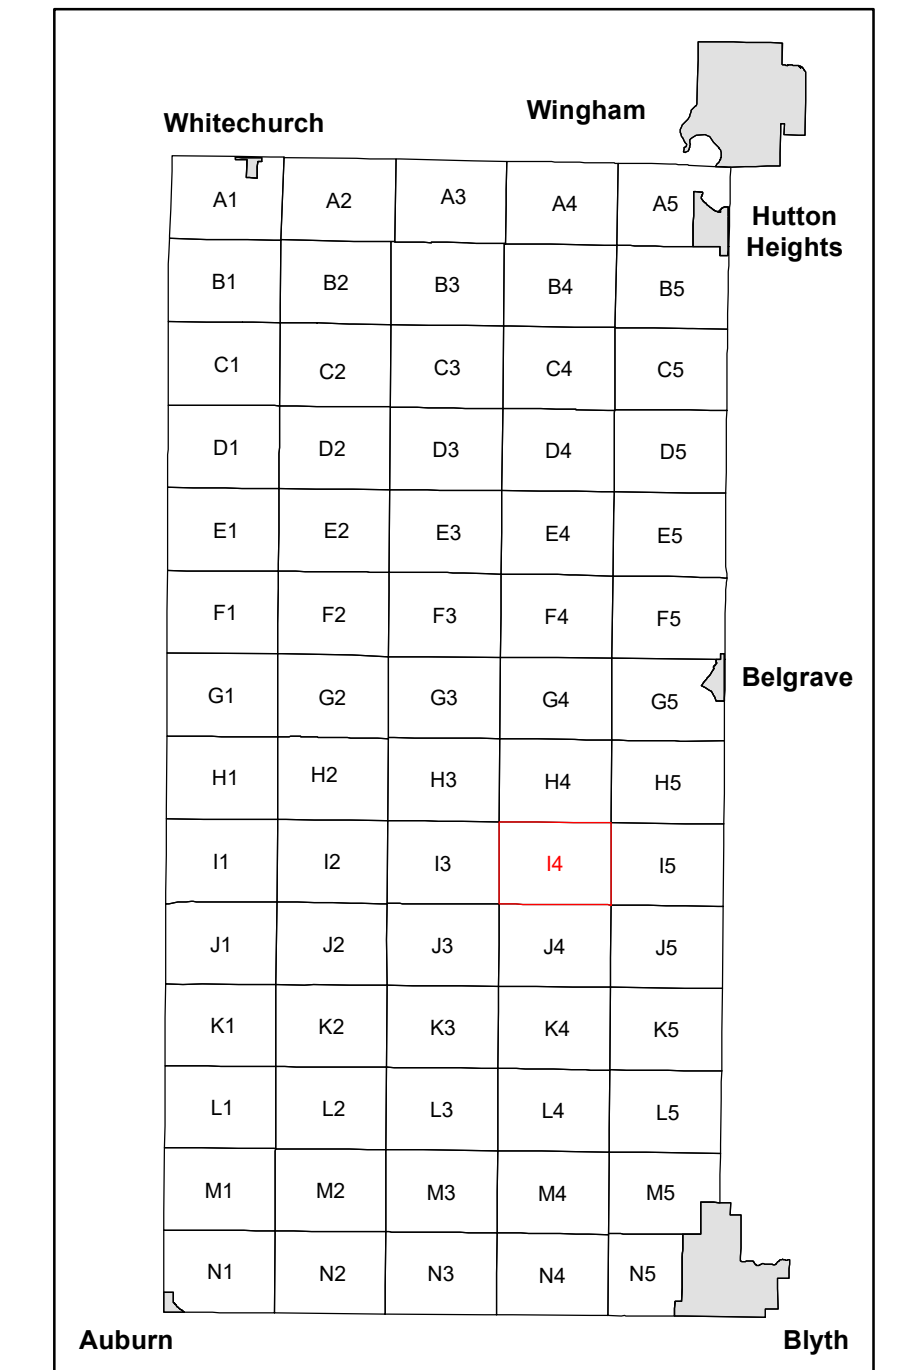 Wingham
Whitechurch
A1 A2 A3 A4 A5
Hutton
Heights
B1 B2 B3 B4 B5
C1 C2 C3 C4 C5
D1 D2 D3 D4 D5
E1 E2 E3 E4 E5
F1 F2 F3 F4 F5
G1 G2 G3 G4 G5
Belgrave
H1 H2 H3 H4 H5
I1 I2 I3 I4 I5
J1 J2 J3 J4 J5
K1 K2 K3 K4 K5
L1 L2 L3 L4 L5
M1 M2 M3 M4 M5
N1 N2 N3 N4 N5
Auburn
Blyth